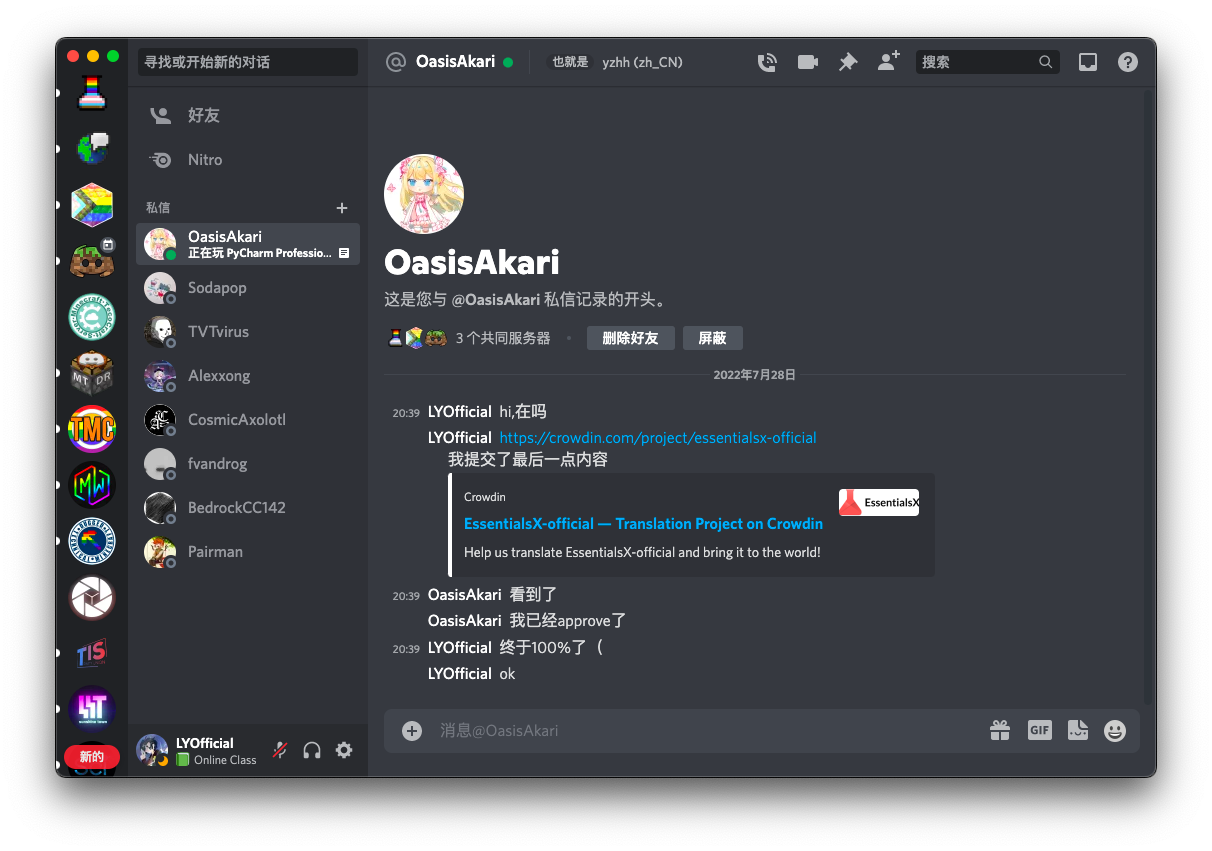 寻找或开始新的对话
好友
Nitro
私信
OasisAkari
正在玩 PyCharm Professio...
Sodapop
TVTvirus
Alexxong
CosmicAxolotl
fvandrog
BedrockCC142
Pairman
LYOfficial
Online Class
MT DR
TMC
TIS
新的
OasisAkari
也就是 yzhh (zh_CN)
搜索
OasisAkari
这是您与 @OasisAkari 私信记录的开头。
3 个共同服务器
删除好友
屏蔽
2022年7月28日
20:39 LYOfficial hi,在吗
LYOfficial https://crowdin.com/project/essentialsx-official
我提交了最后一点内容
Crowdin
EssentialsX
EssentialsX-official — Translation Project on Crowdin
Help us translate EssentialsX-official and bring it to the world!
20:39 OasisAkari 看到了
OasisAkari 我已经approve了
20:39 LYOfficial 终于100%了（
LYOfficial ok
消息@OasisAkari
GIF